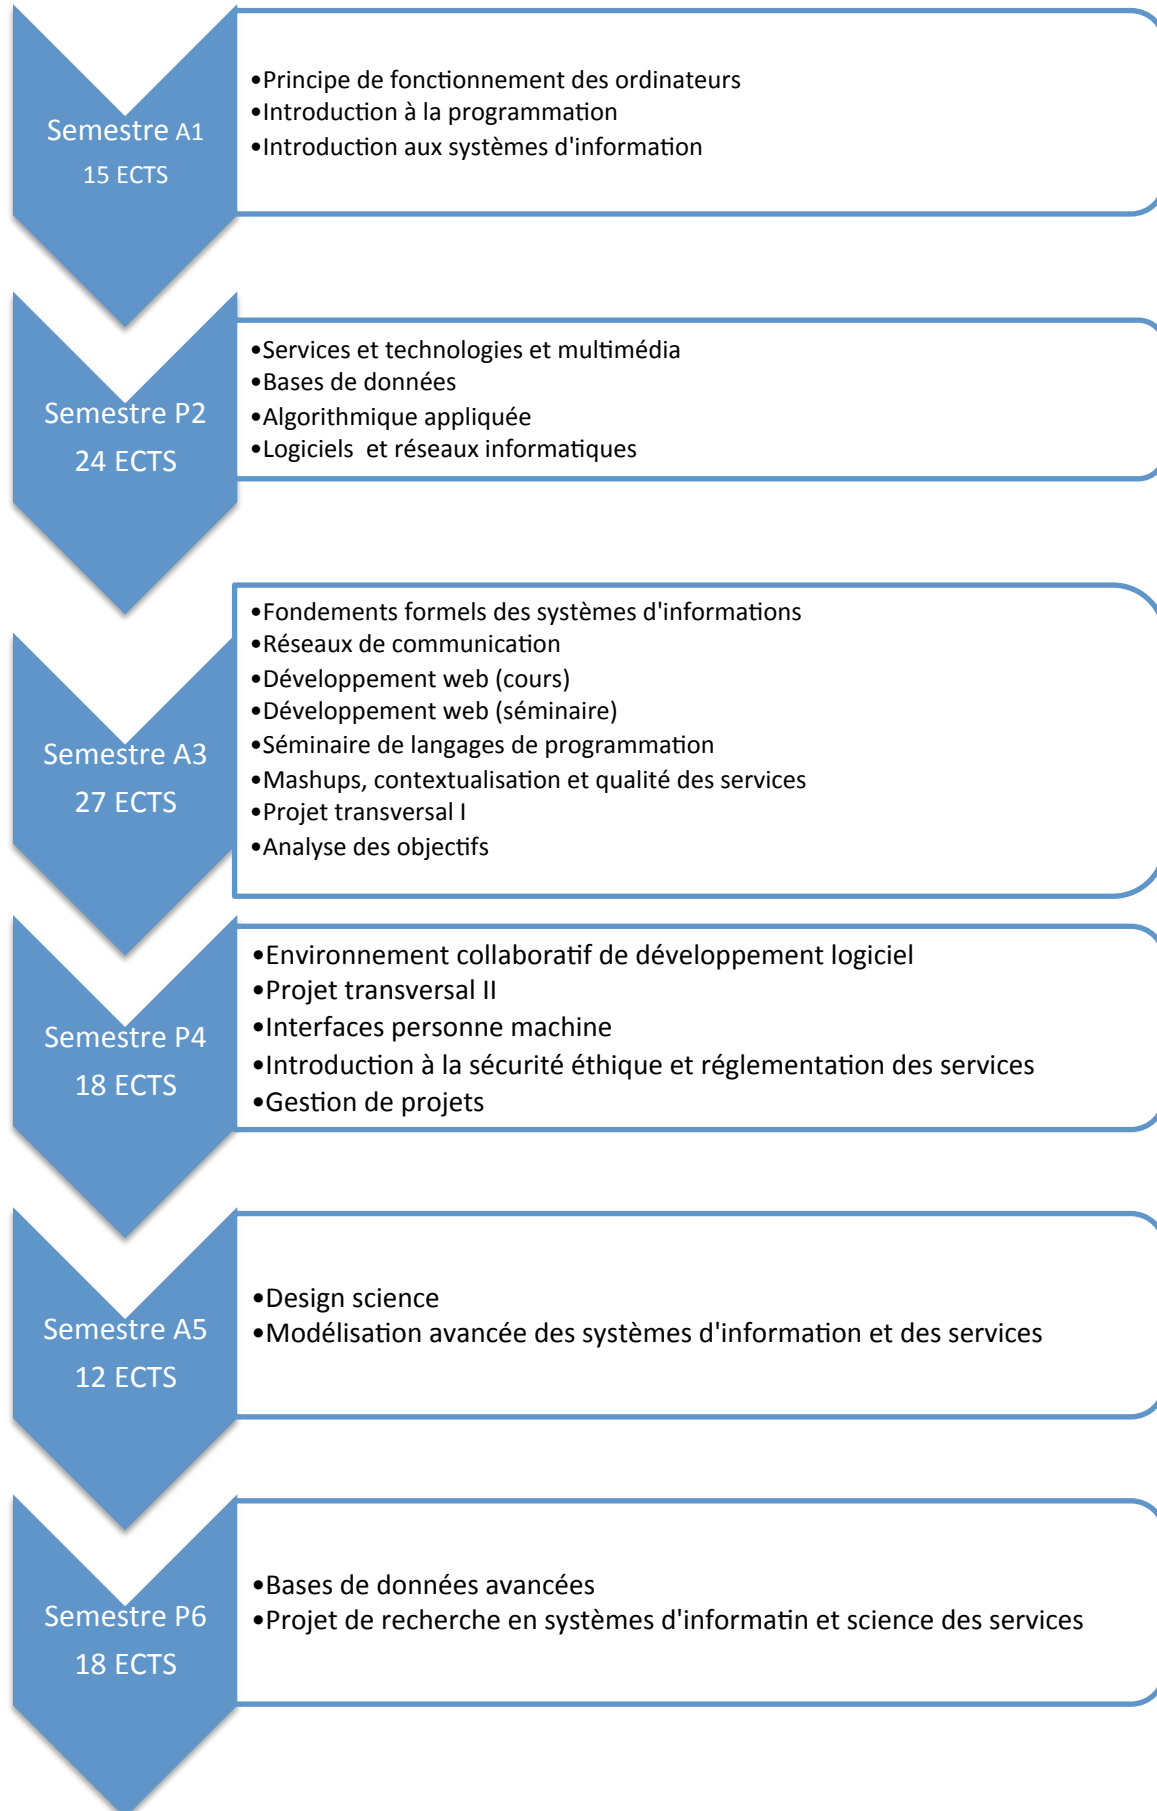 Semestre A1
15 ECTS
•Principe de fonctionnement des ordinateurs
•Introduction à la programmation
•Introduction aux systèmes d'information
Semestre P2
24 ECTS
•Services et technologies et multimédia
•Bases de données
•Algorithmique appliquée
•Logiciels  et réseaux informatiques
Semestre A3
27 ECTS
•Fondements formels des systèmes d'informations
•Réseaux de communication
•Développement web (cours)
•Développement web (séminaire)
•Séminaire de langages de programmation
•Mashups, contextualisation et qualité des services
•Projet transversal I
•Analyse des objectifs
Semestre P4
18 ECTS
•Environnement collaboratif de développement logiciel
•Projet transversal II
•Interfaces personne machine
•Introduction à la sécurité éthique et réglementation des services
•Gestion de projets
Semestre A5
12 ECTS
•Design science
•Modélisation avancée des systèmes d'information et des services
Semestre P6
18 ECTS
•Bases de données avancées
•Projet de recherche en systèmes d'informatin et science des services